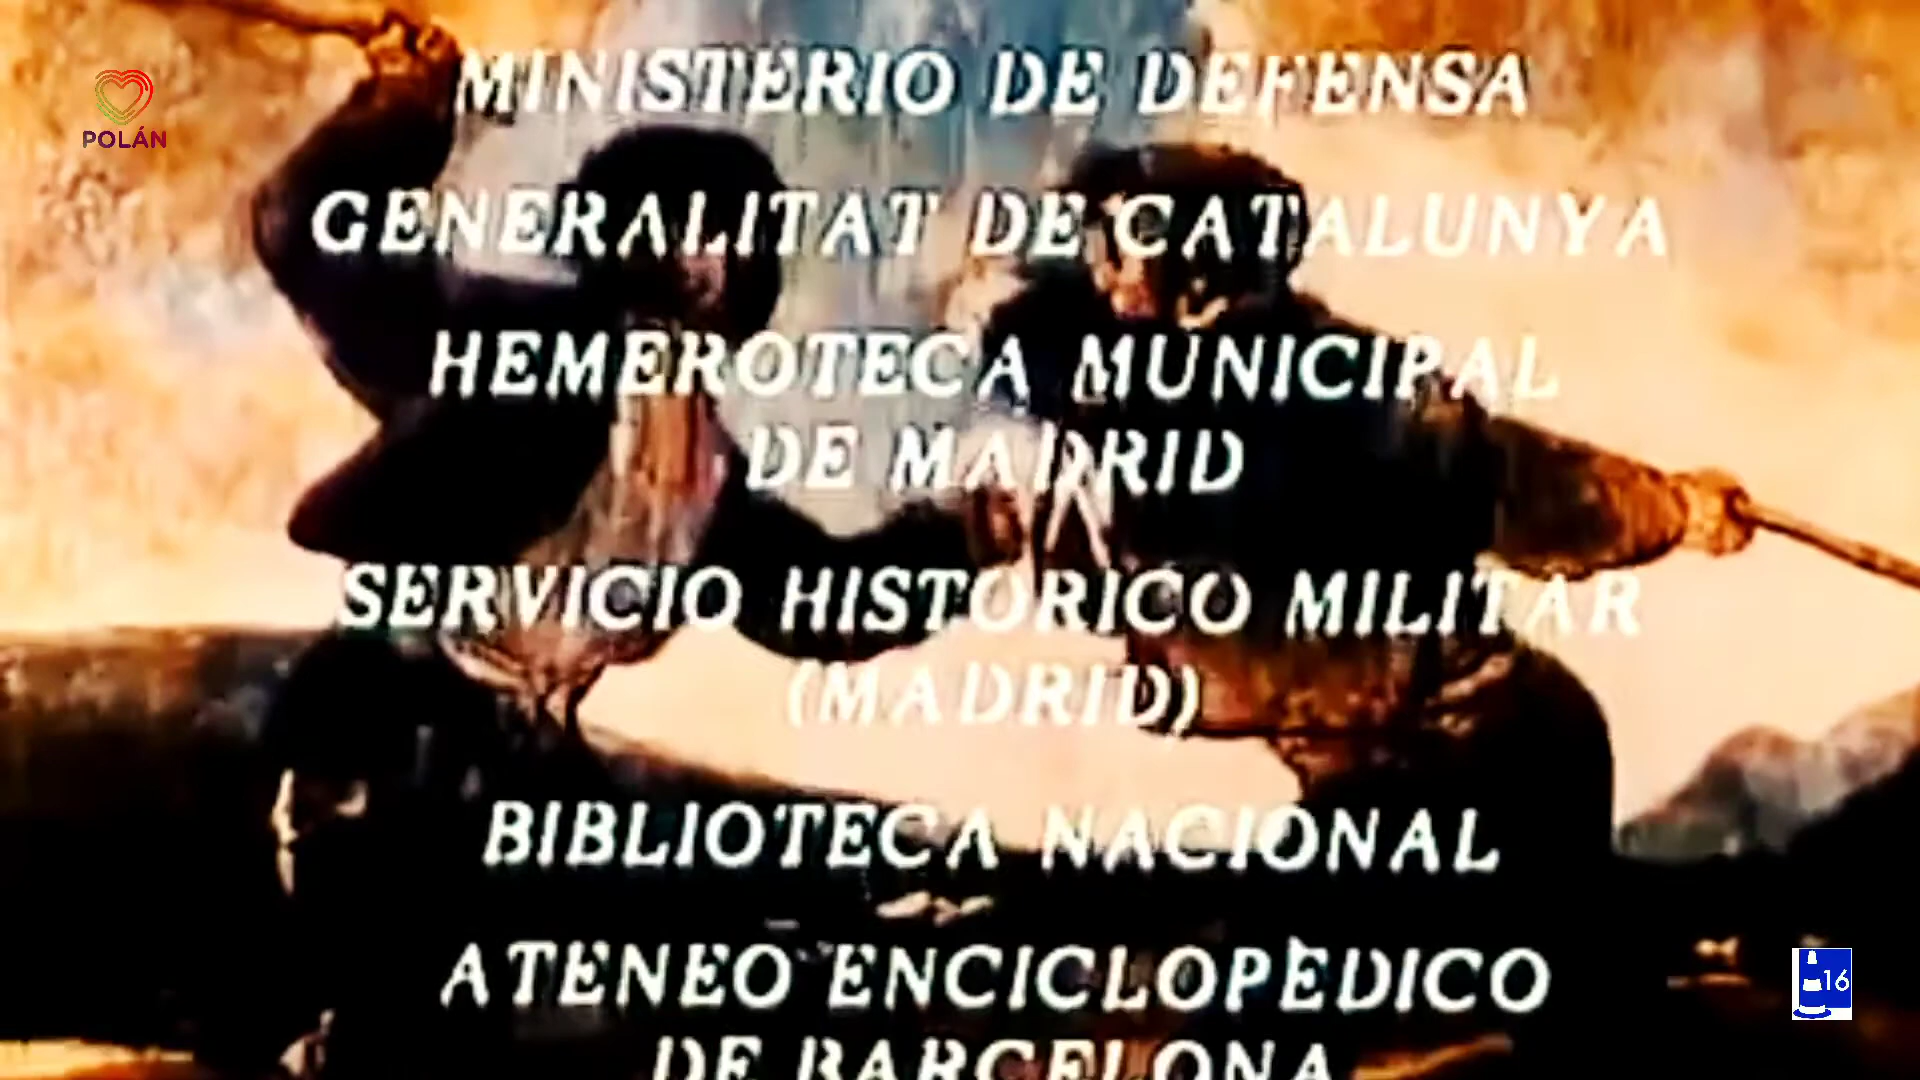 POLÁN
MINISTERIO DE DEFENSA
GENERALITAT DE CATALUNYA
HEMEROTECA MUNICIPAL
DE MADRID
SERVICIO HISTORICO MILITAR
(MADRID)
BIBLIOTECA NACIONAL
ATENEO ENCICLOPÈDICO
16
DE BARCELONA